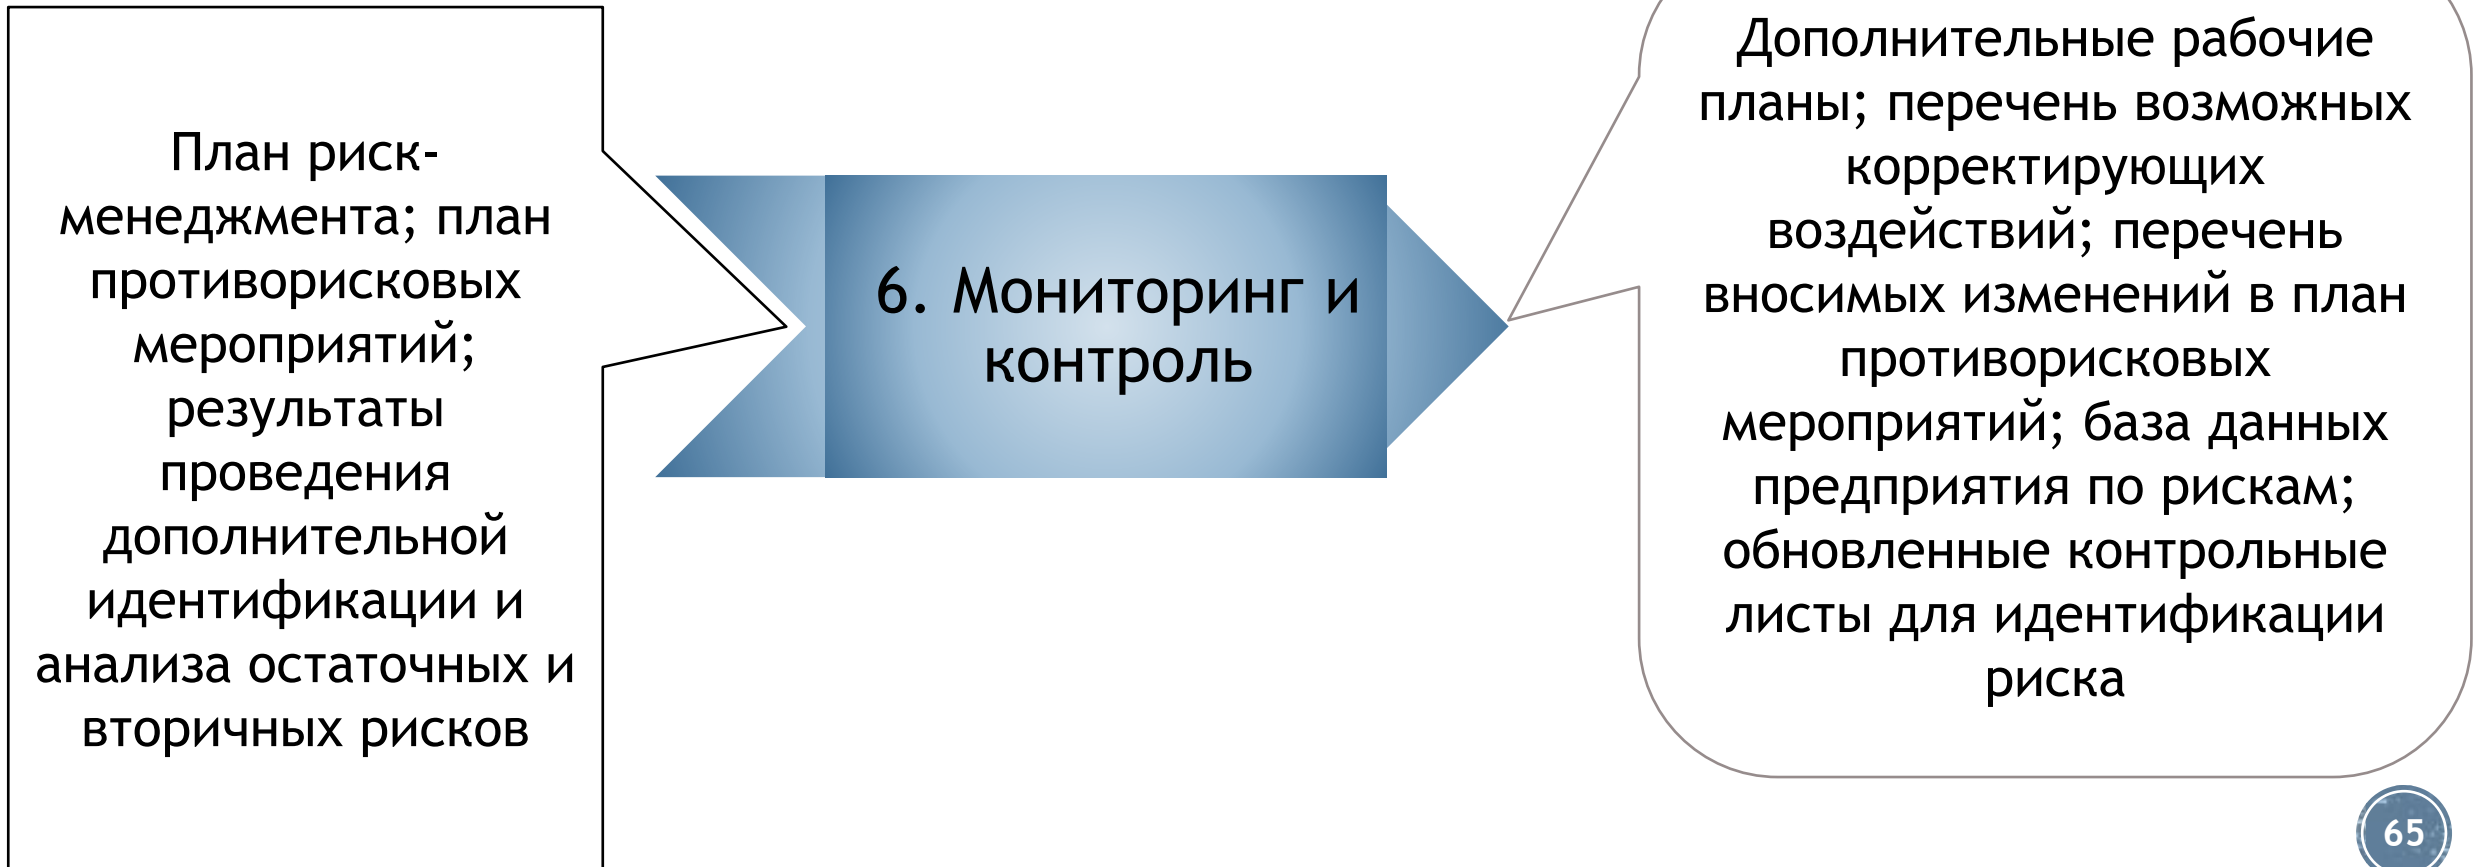 План риск-
менеджмента; план
противорисковых
мероприятий;
результаты
проведения
дополнительной
идентификации и
анализа остаточных и
вторичных рисков
6. Мониторинг и
контроль
Дополнительные рабочие
планы; перечень возможных
корректирующих
воздействий; перечень
вносимых изменений в план
противорисковых
мероприятий; база данных
предприятия по рискам;
обновленные контрольные
листы для идентификации
риска
65